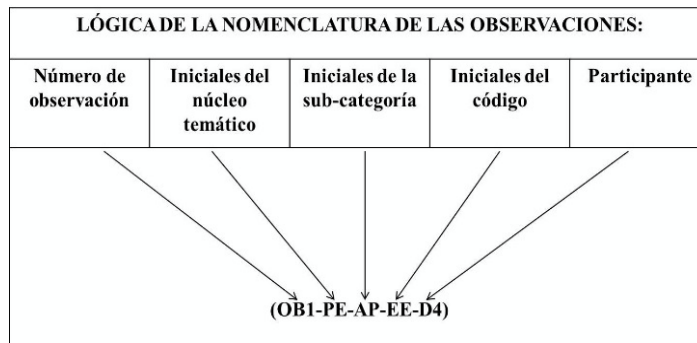 LÓGICA DE LA NOMENCLATURA DE LAS OBSERVACIONES:
Número de
observación
Iniciales del
núcleo
temático
Iniciales de la
sub-categoría
Iniciales del
código
Participante
(OB1-PE-AP-EE-D4)